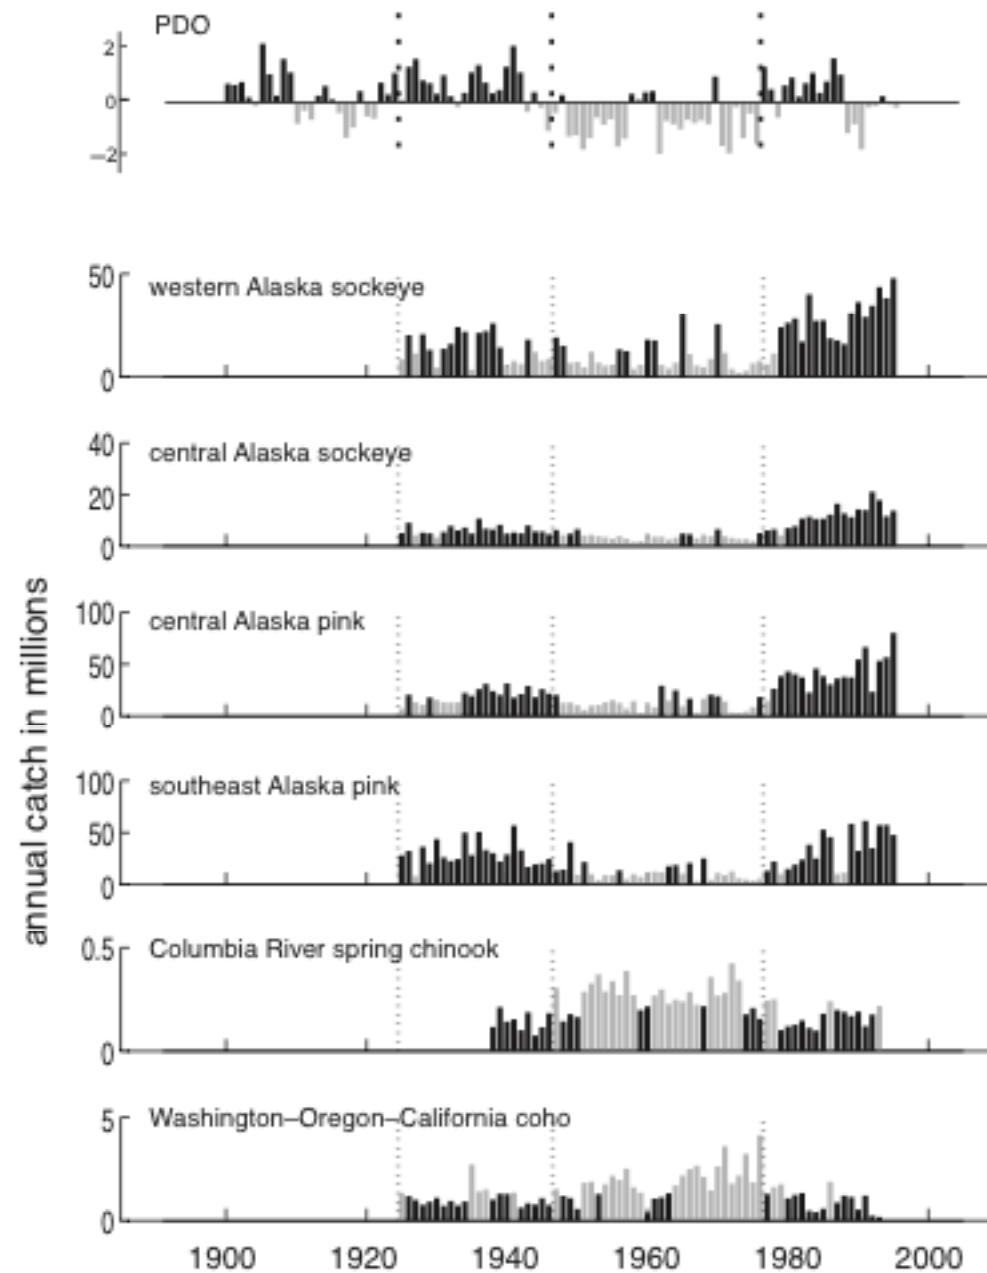 PDO
2
0
−2
50
western Alaska sockeye
0
40
central Alaska sockeye
20
0
100
central Alaska pink
50
0
100
southeast Alaska pink
50
0
0.5
Columbia River spring chinook
0
5
Washington–Oregon–California coho
0
annual catch in millions
1900 1920 1940 1960 1980 2000